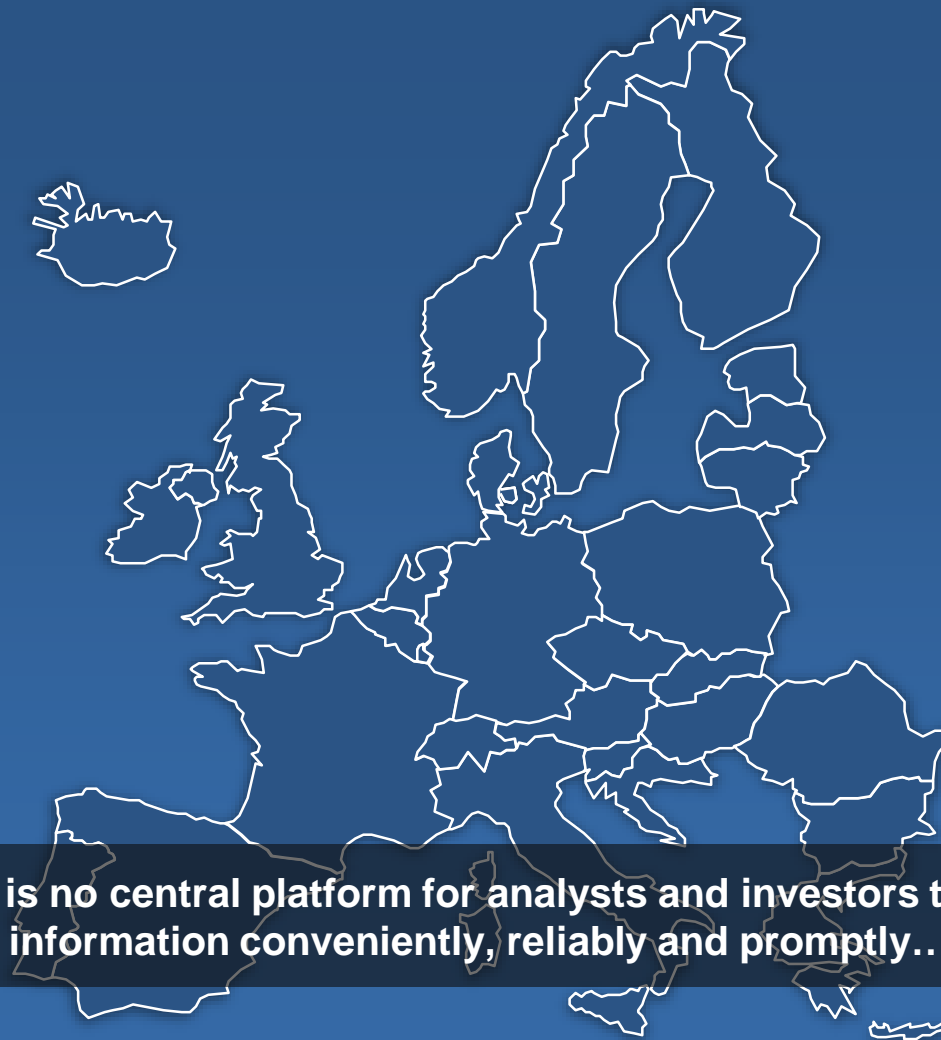 is no central platform for analysts and investors t
information conveniently, reliably and promptly…